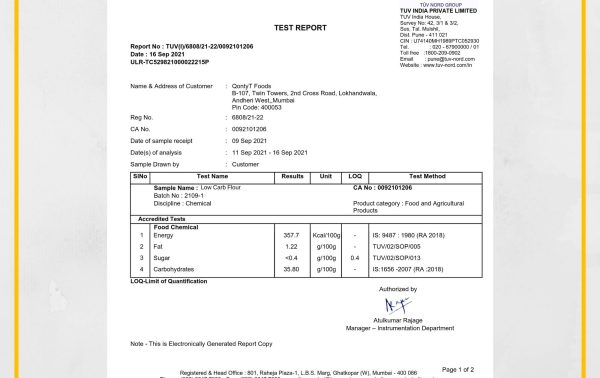 TÜV NORD GROUP
TUV INDIA PRIVATE LIMITED
TUV India House,
Survey No: 42, 3/1 & 3/2,
Sus. Tal. Mulshi,
Dist. Pune - 411 021
CIN : U74140MH1989PTC052930
Tel. : 020 - 67900000 / 01
Toll free :1800-209-0902
Email : pune@tuv-nord.com
Website : www.tuv-nord.com/in
TEST REPORT
Report No : TUV(I)/6808/21-22/0092101206
Date : 16 Sep 2021
ULR-TC529821000022215P
Name & Address of Customer : QontyT Foods
B-107, Twin Towers, 2nd Cross Road, Lokhandwala,
Andheri West_Mumbai
Pin Code: 400053
Reg No. : 6808/21-22
CA No. : 0092101206
Date of sample receipt : 09 Sep 2021
Date(s) of analysis : 11 Sep 2021 - 16 Sep 2021
Sample Drawn by : Customer
SlNo Test Name Results Unit LOQ Test Method
Sample Name : Low Carb Flour CA No : 0092101206
Batch No : 2109-1
Discipline : Chemical Product category : Food and Agricultural
Products
Accredited Tests
Food Chemical
1 Energy 357.7 Kcal/100g - IS: 9487 : 1980 (RA 2018)
2 Fat 1.22 g/100g - TUV/02/SOP/005
3 Sugar <0.4 g/100g 0.4 TUV/02/SOP/013
4 Carbohydrates 35.80 g/100g - IS:1656 -2007 (RA :2018)
LOQ-Limit of Quantification
Authorized by
Atulkumar Rajage
Manager – Instrumentation Department
Note - This is Electronically Generated Report Copy
Page 1 of 2
Registered & Head Office : 801, Raheja Plaza-1, L.B.S. Marg, Ghatkopar (W), Mumbai - 400 086